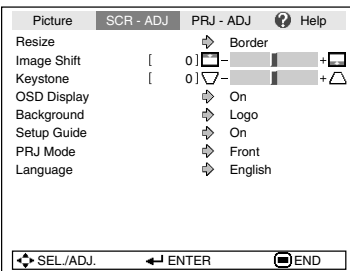 Picture SCR - ADJ PRJ - ADJ ? Help
Resize Border
Image Shift [ 0 ] - +
Keystone [ 0 ] - +
OSD Display On
Background Logo
Setup Guide On
PRJ Mode Front
Language English
SEL./ADJ. ENTER END